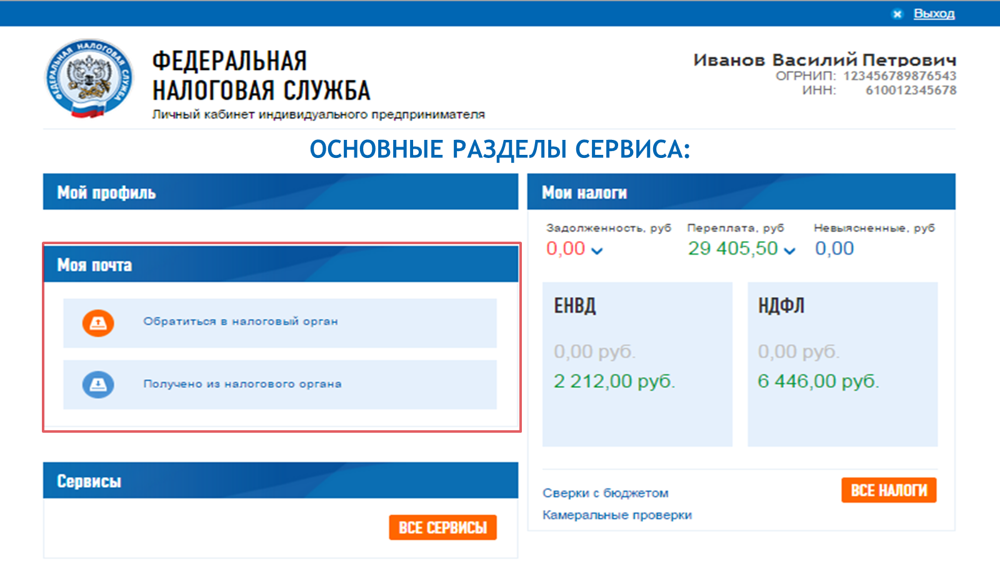 Выход
ФЕДЕРАЛЬНАЯ НАЛОГОВАЯ СЛУЖБА
ФЕДЕРАЛЬНАЯ
НАЛОГОВАЯ СЛУЖБА
Личный кабинет индивидуального предпринимателя
Иванов Василий Петрович
ОГРНИП: 123456789876543
ИНН: 610012345678
ОСНОВНЫЕ РАЗДЕЛЫ СЕРВИСА:
Мой профиль
Моя почта
Обратиться в налоговый орган
Получено из налогового органа
Сервисы
ВСЕ СЕРВИСЫ
Мои налоги
Задолженность, руб Переплата, руб Невыясненные, руб
0,00 29 405,50 0,00
ЕНВД
0,00 руб.
2 212,00 руб.
НДФЛ
0,00 руб.
6 446,00 руб.
Сверки с бюджетом
Камеральные проверки
ВСЕ НАЛОГИ